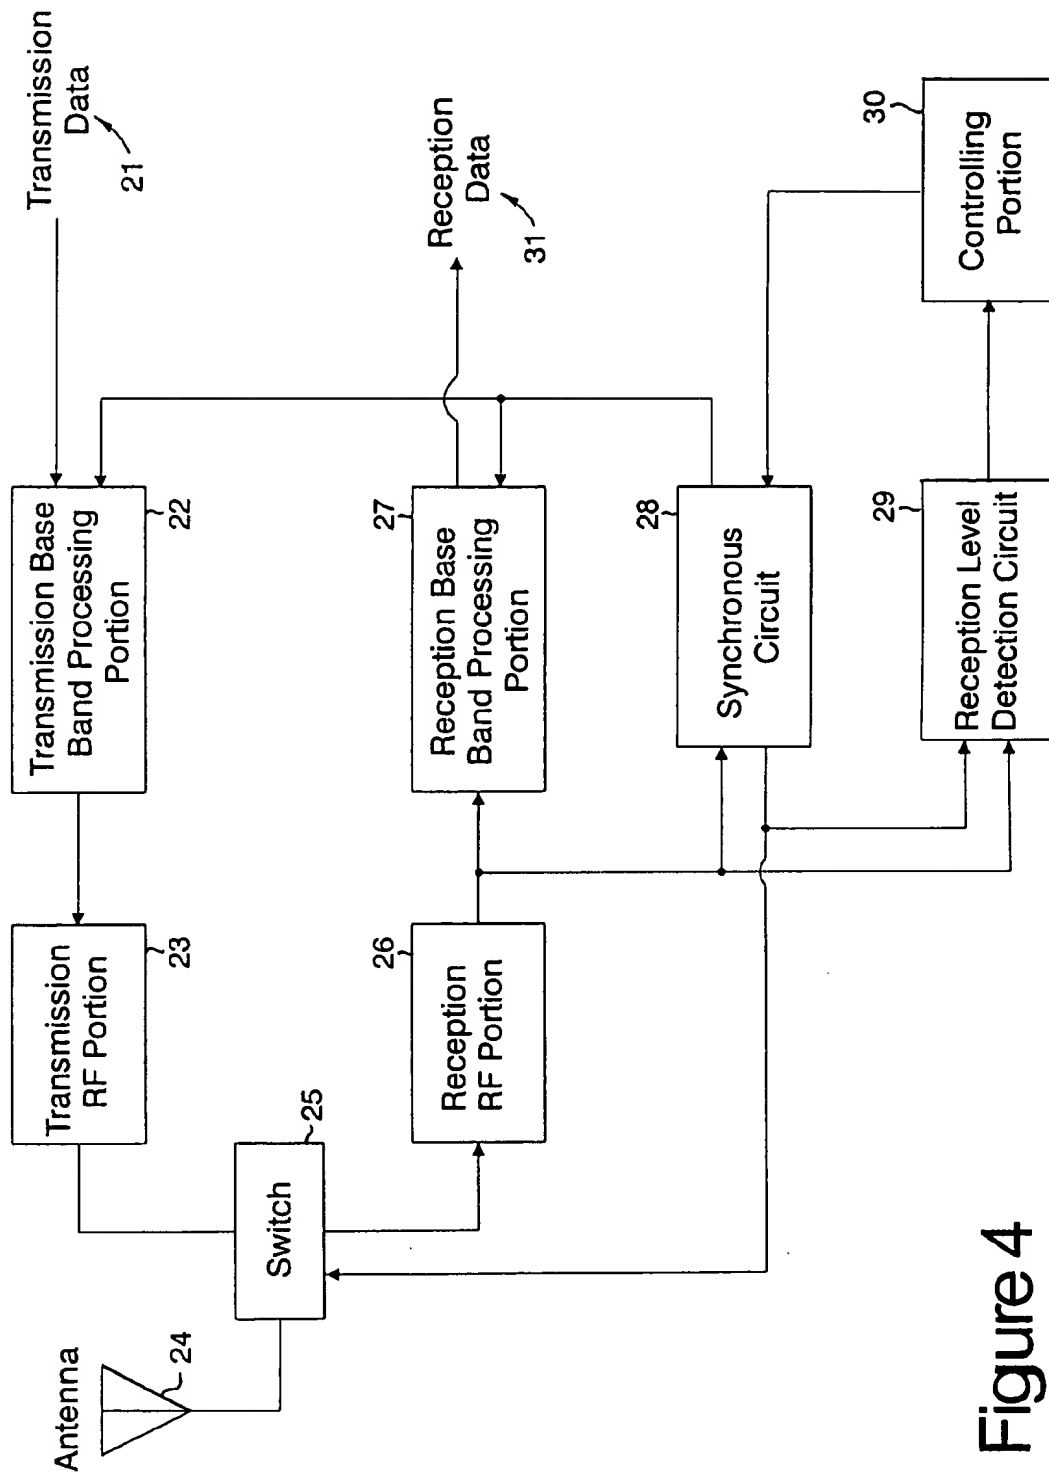 Antenna
24
Switch
25
Transmission
RF Portion
23
Transmission Base
Band Processing
Portion
22
Transmission
Data
21
Reception
RF Portion
26
Reception Base
Band Processing
Portion
27
Reception
Data
31
Synchronous
Circuit
28
Reception Level
Detection Circuit
29
Controlling
Portion
30
Figure 4